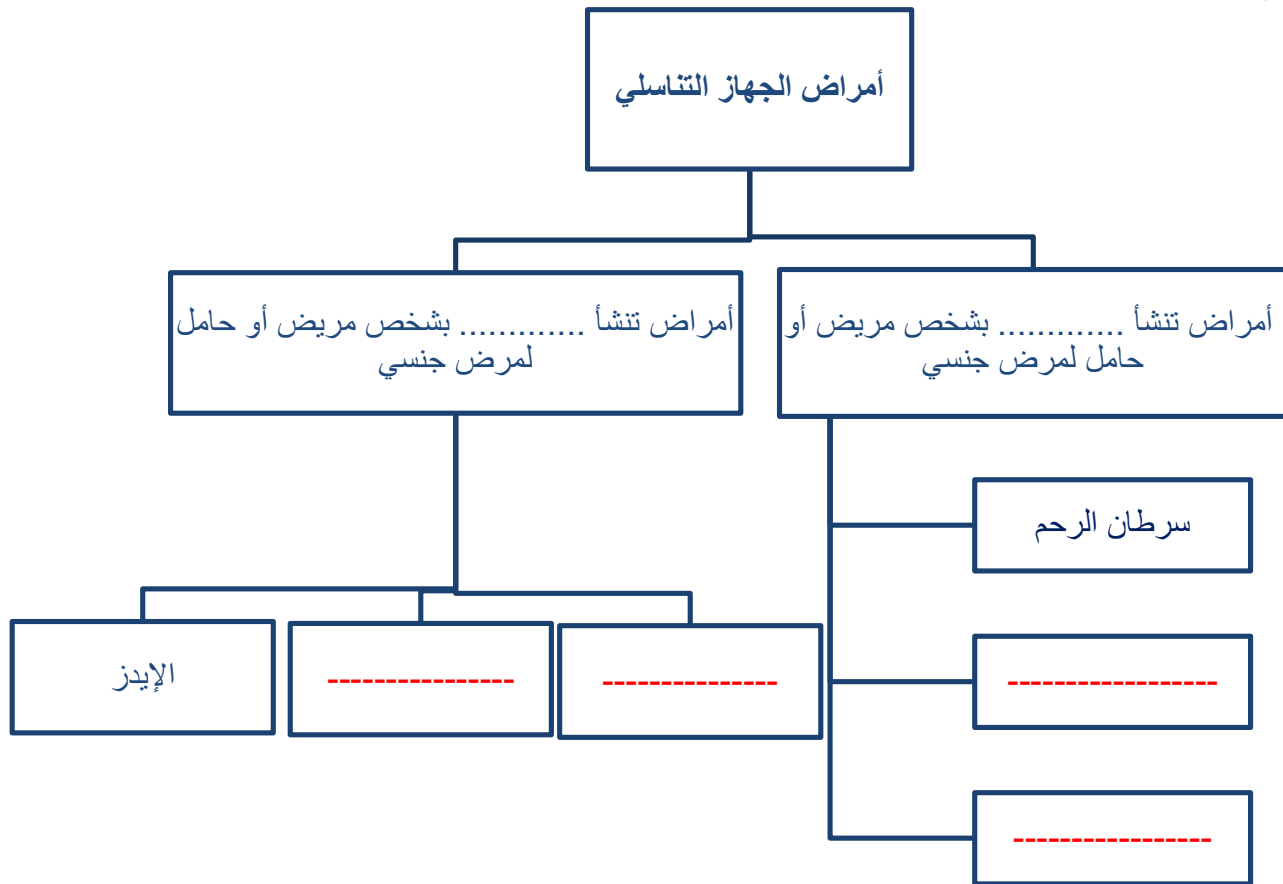 أمراض الجهاز التناسلي
أمراض تنشأ ............. بشخص مريض أو
حامل لمرض جنسي
أمراض تنشأ ............. بشخص مريض أو حامل
لمرض جنسي
سرطان الرحم
-----------------
-----------------
---------------
----------------
الإيدز